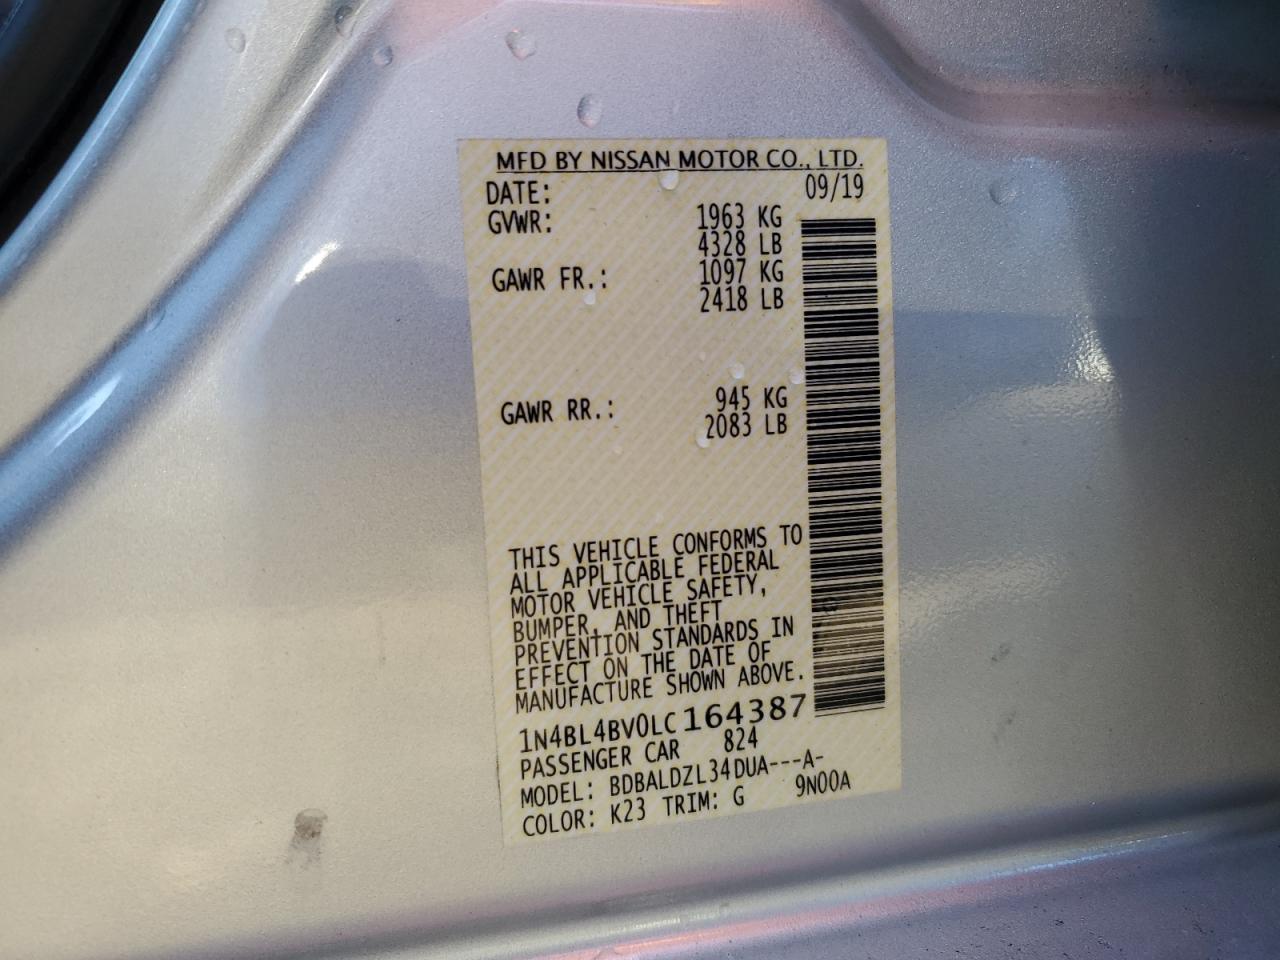 MFD BY NISSAN MOTOR CO., LTD.
DATE: 09/19
GVWR: 1963 KG
4328 LB
GAWR FR.: 1097 KG
2418 LB
GAWR RR.: 945 KG
2083 LB
THIS VEHICLE CONFORMS TO
ALL APPLICABLE FEDERAL
MOTOR VEHICLE SAFETY,
BUMPER, AND THEFT
PREVENTION STANDARDS IN
EFFECT ON THE DATE OF
MANUFACTURE SHOWN ABOVE.
1N4BL4BV0LC164387
PASSENGER CAR 824
MODEL: BDBALDZL34DUA---A-
COLOR: K23 TRIM: G 9N00A